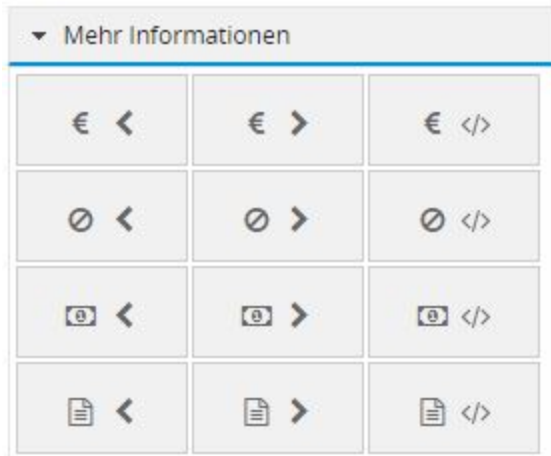 Mehr Informationen
€ < € > € </>
< > </>
< > </>
< > </>